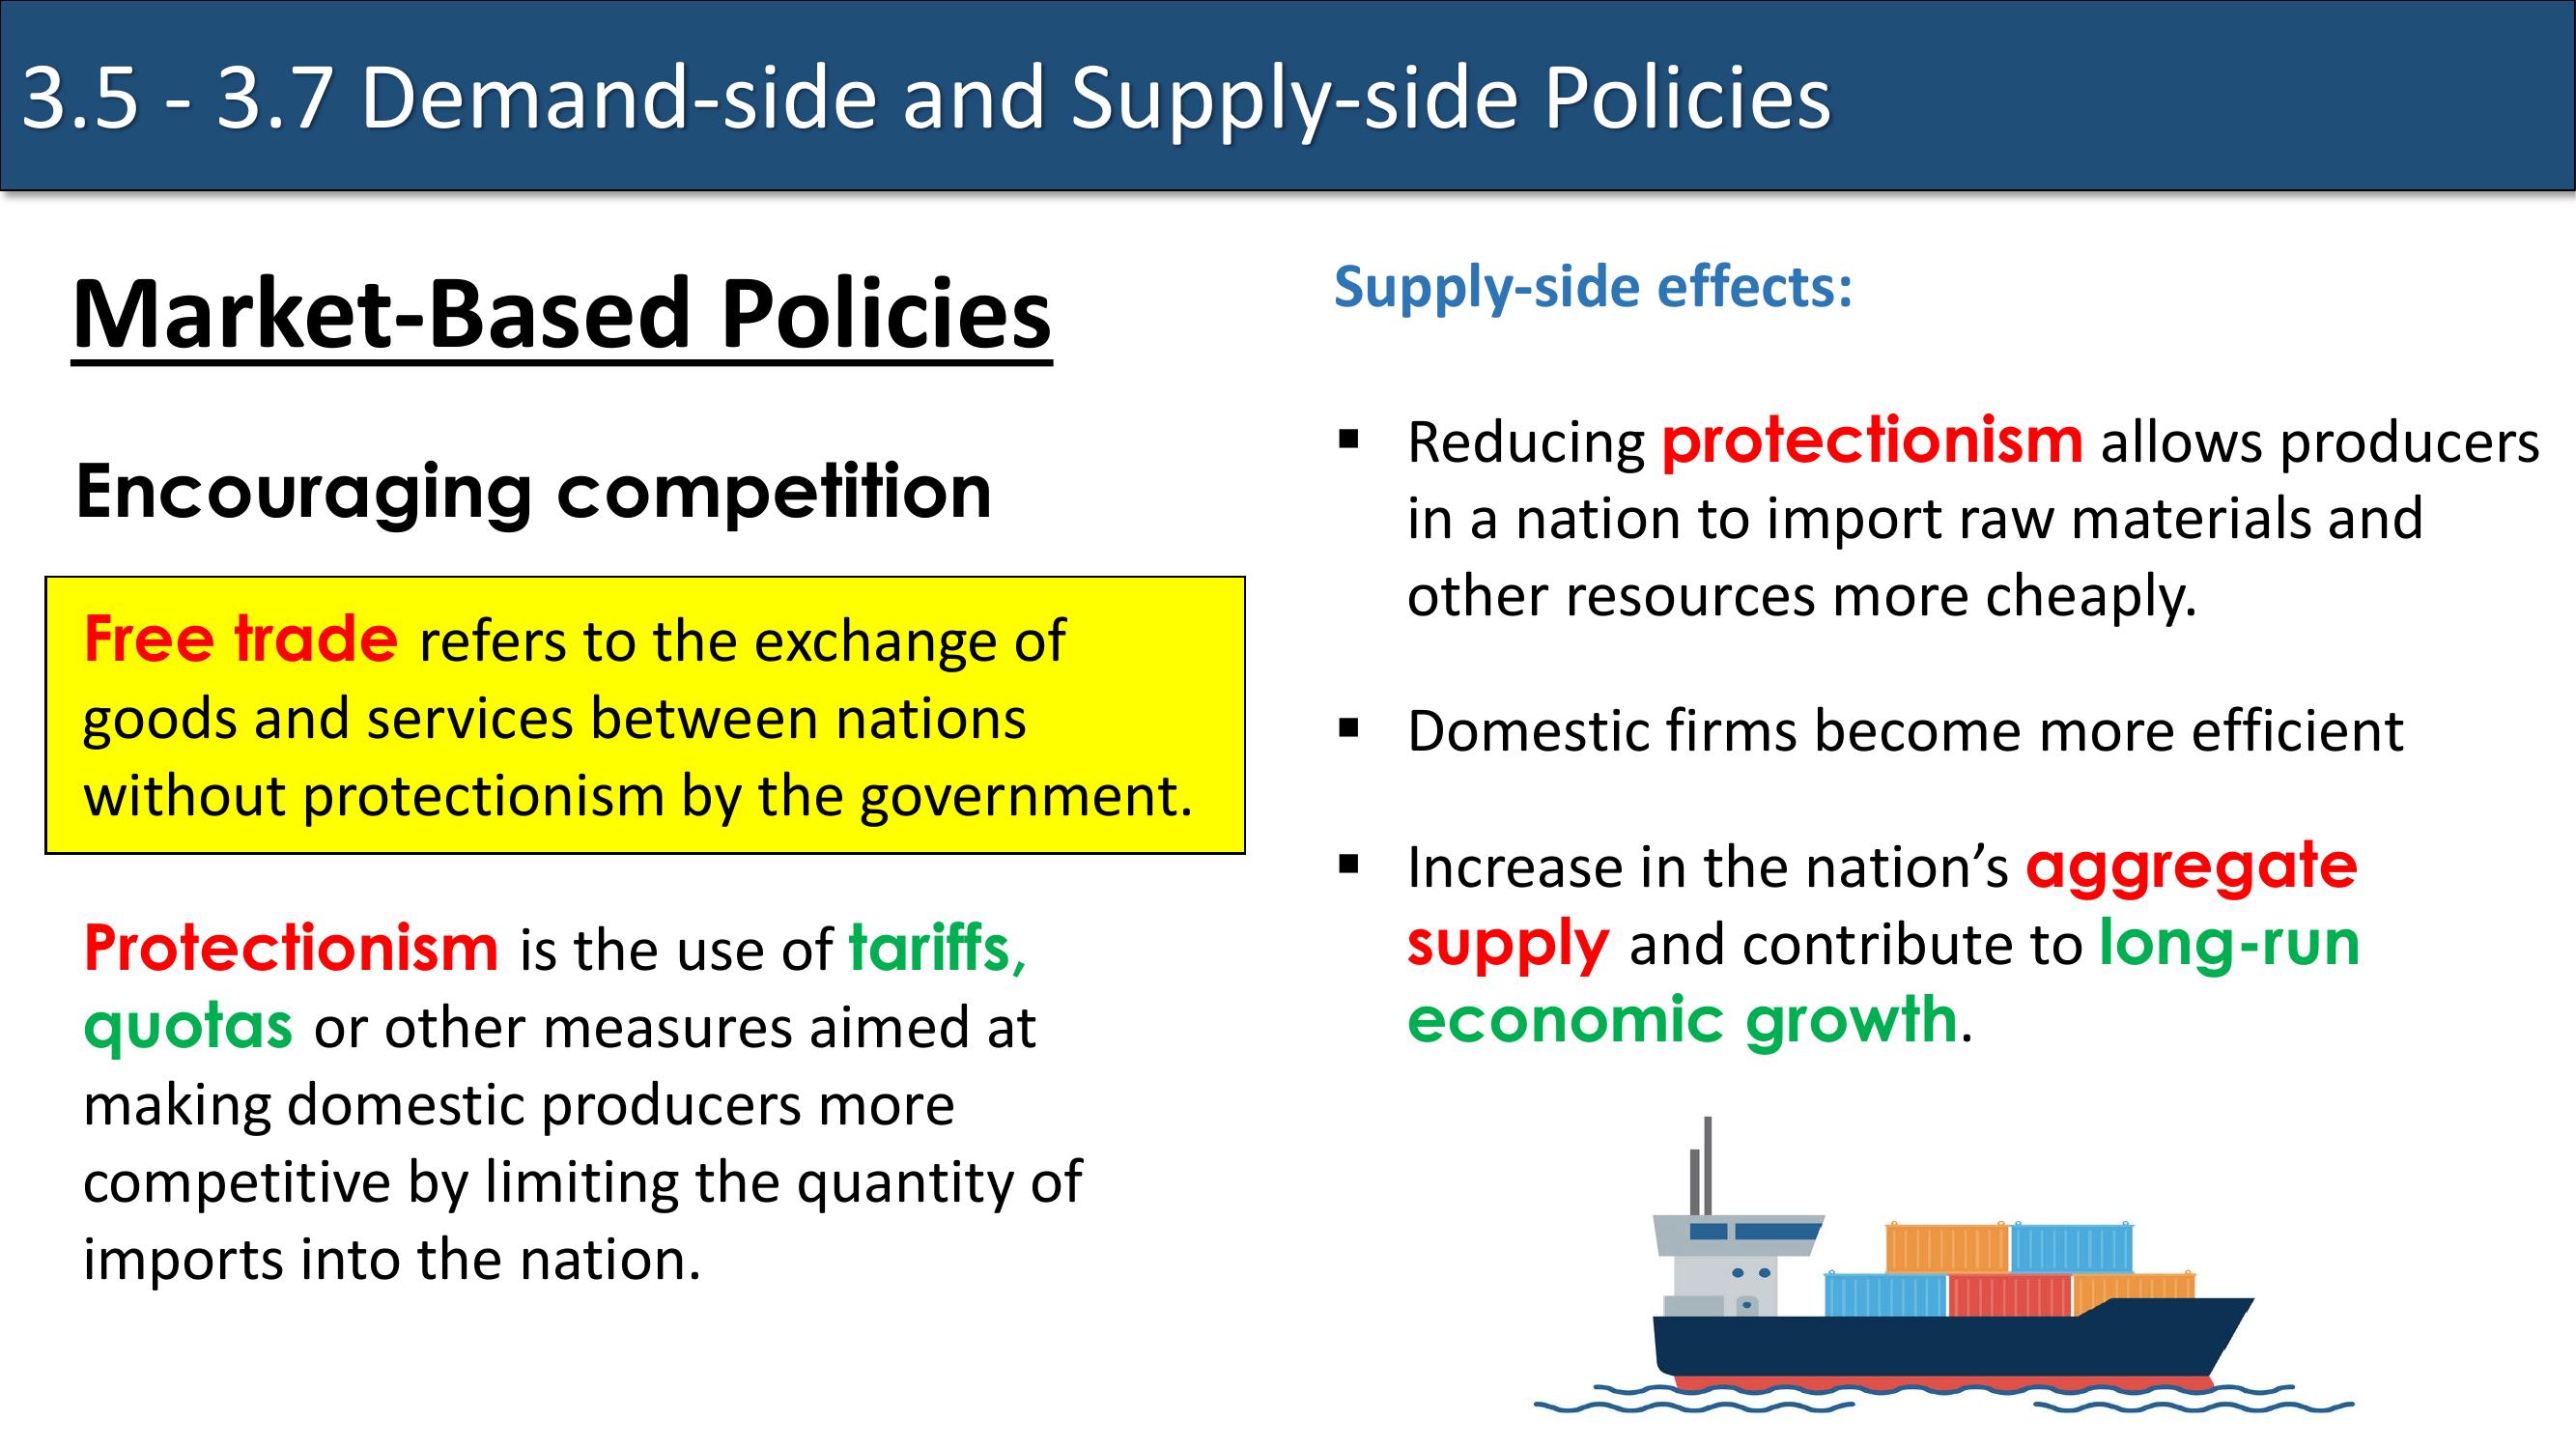 3.5 - 3.7 Demand-side and Supply-side Policies
Market-Based Policies
Encouraging competition
Free trade refers to the exchange of
goods and services between nations
without protectionism by the government.
Protectionism is the use of tariffs,
quotas or other measures aimed at
making domestic producers more
competitive by limiting the quantity of
imports into the nation.
Supply-side effects:
▪ Reducing protectionism allows producers
in a nation to import raw materials and
other resources more cheaply.
▪ Domestic firms become more efficient
▪ Increase in the nation’s aggregate
supply and contribute to long-run
economic growth.